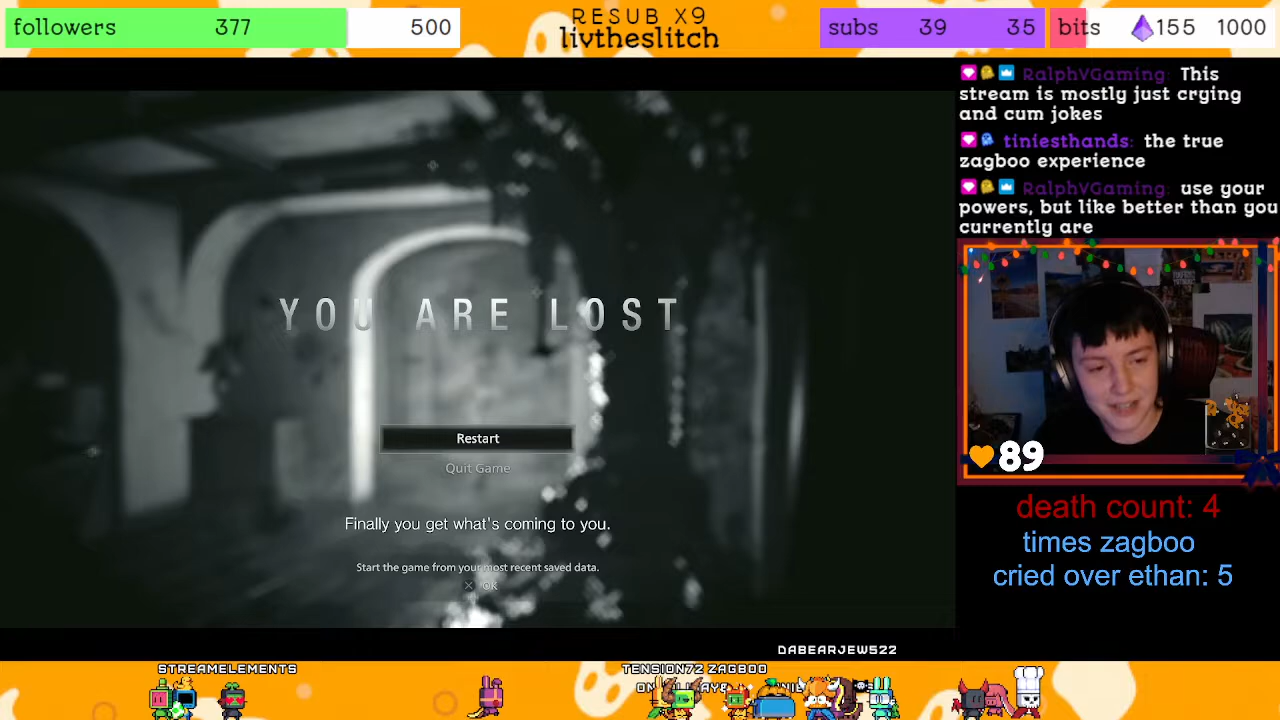 followers 377 500
RESUB X9
livtheslitch
subs 39 35
bits 155 1000
RalphVGaming: This
stream is mostly just crying
and cum jokes
tiniesthands: the true
zagboo experience
RalphVGaming: use your
powers, but like better than you
currently are
YOU ARE LOST
Restart
Quit Game
Finally you get what's coming to you.
Start the game from your most recent saved data.
OK
89
death count: 4
times zagboo
cried over ethan: 5
DABEARJEW522
STREAMELEMENTS
TENSION72 ZAGBOO